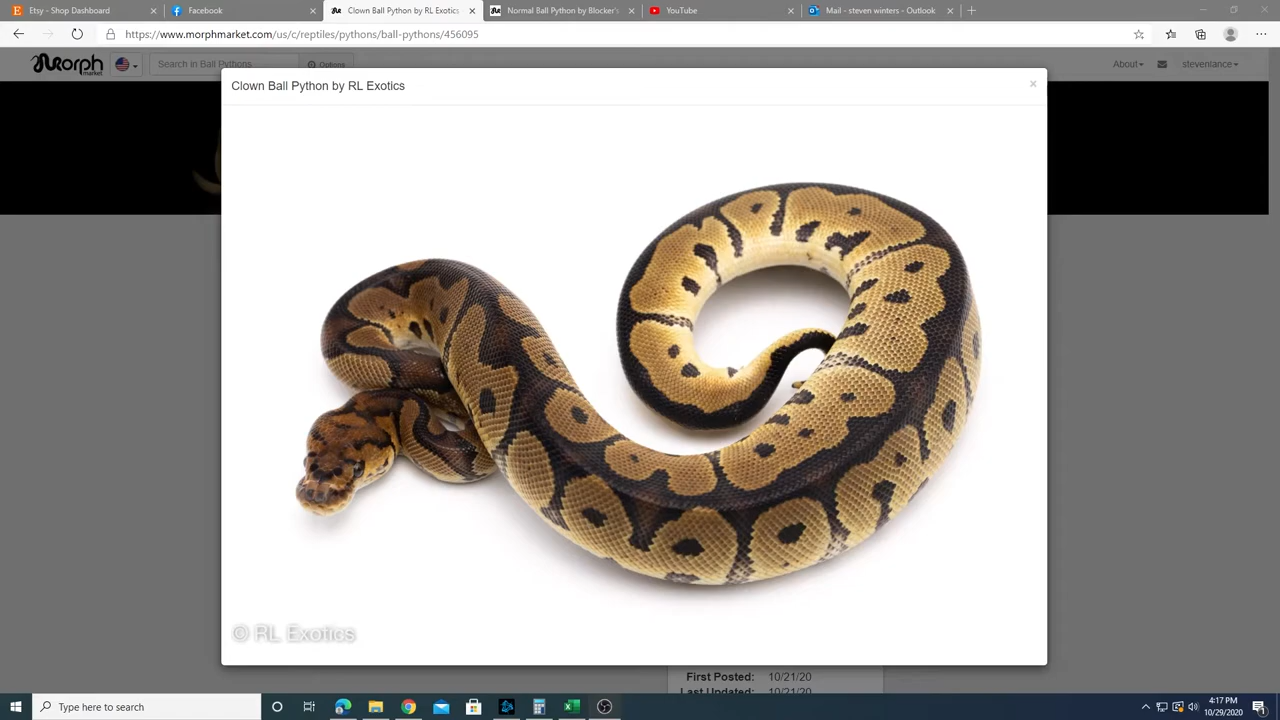 Etsy - Shop Dashboard
Facebook
Clown Ball Python by RL Exotics
Normal Ball Python by Blocker's
YouTube
Mail - steven winters - Outlook
https://www.morphmarket.com/us/c/reptiles/pythons/ball-pythons/456095
Morph market
Search in Ball Pythons
Options
About
stevenlance
Clown Ball Python by RL Exotics
×
© RL Exotics
First Posted: 10/21/20
Last Updated: 10/21/20
Type here to search
4:17 PM
10/29/2020